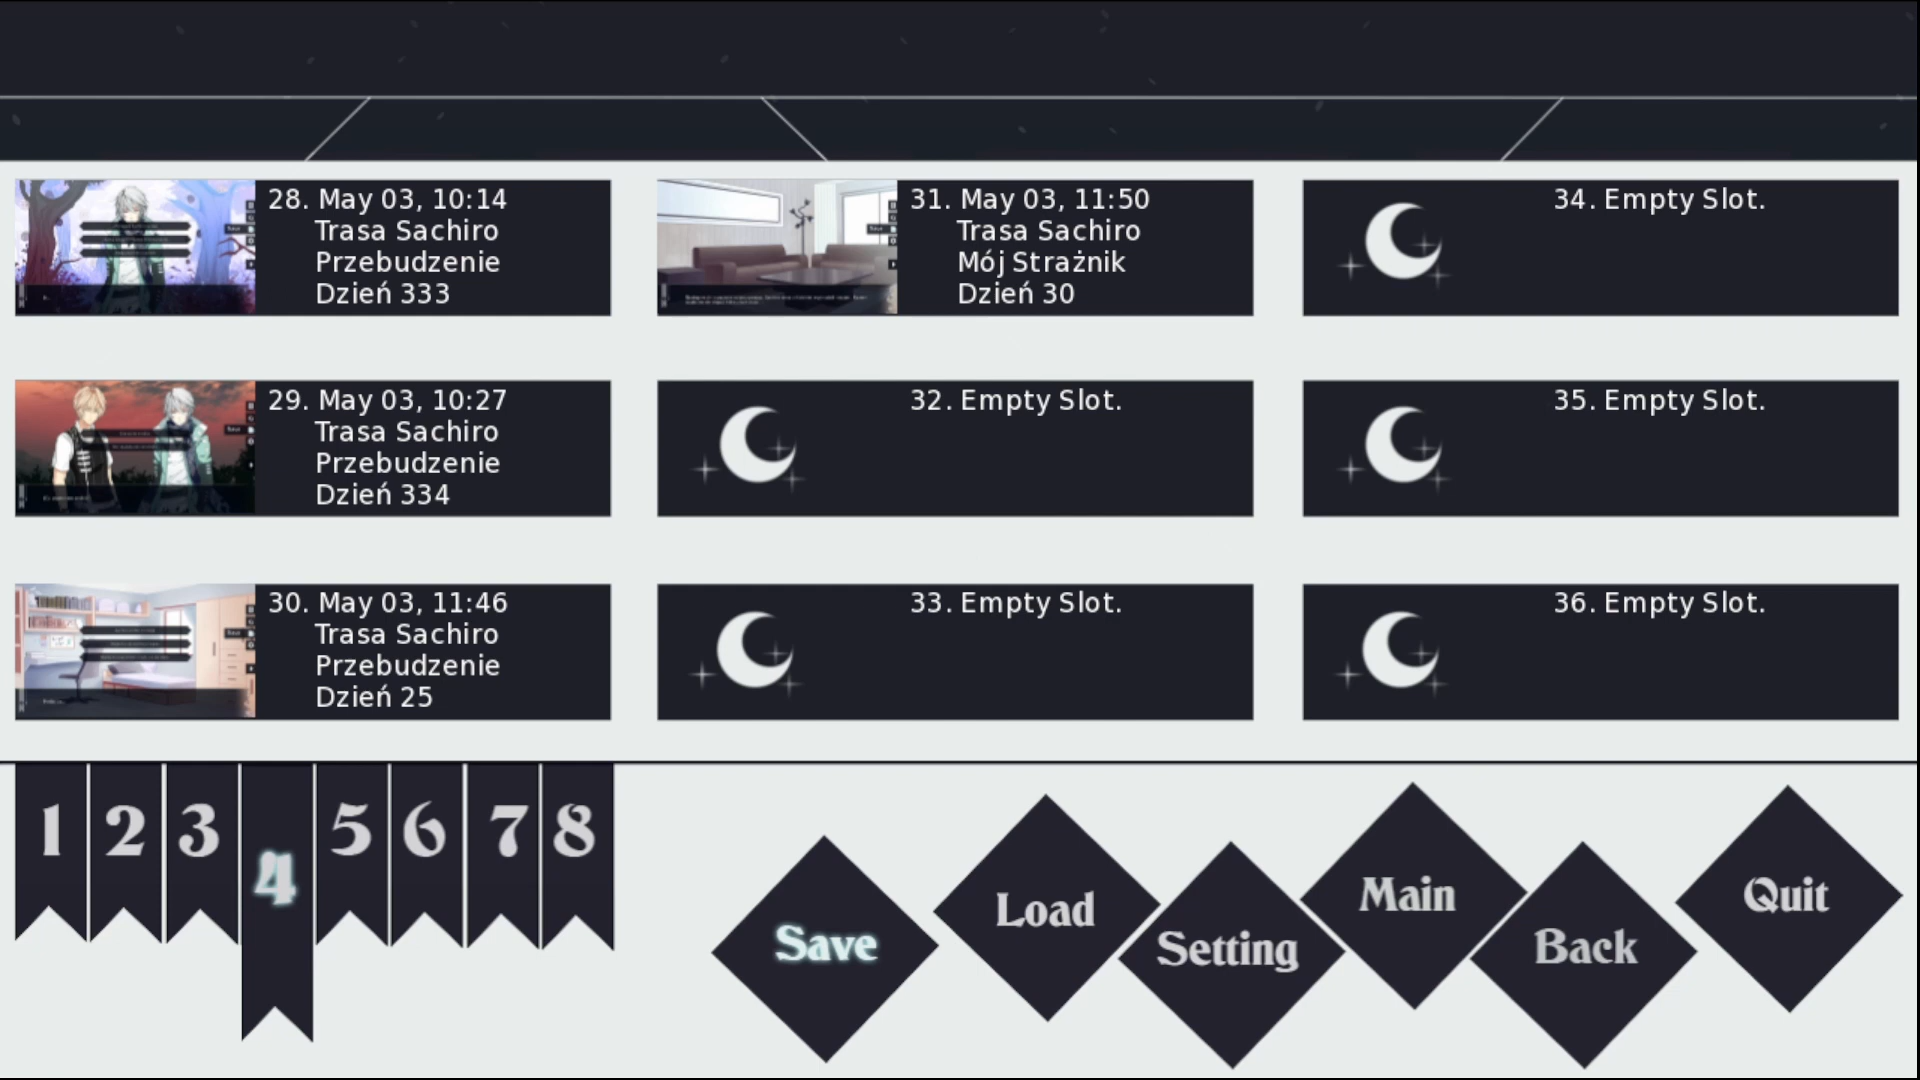 28. May 03, 10:14
Trasa Sachiro
Przebudzenie
Dzień 333
29. May 03, 10:27
Trasa Sachiro
Przebudzenie
Dzień 334
30. May 03, 11:46
Trasa Sachiro
Przebudzenie
Dzień 25
31. May 03, 11:50
Trasa Sachiro
Mój Strażnik
Dzień 30
32. Empty Slot.
33. Empty Slot.
34. Empty Slot.
35. Empty Slot.
36. Empty Slot.
1 2 3 4 5 6 7 8
Save
Load
Setting
Main
Back
Quit